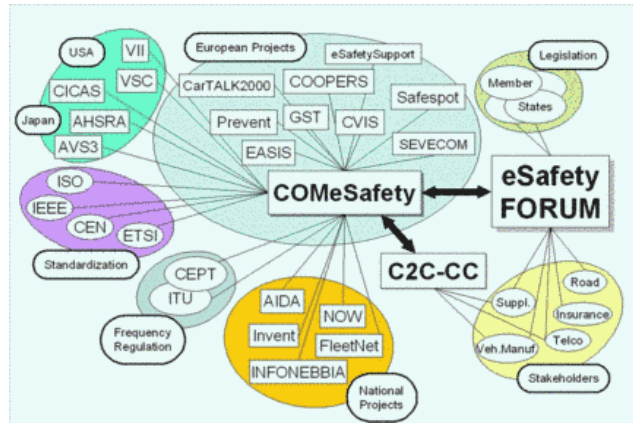 USA
VII
VSC
CICAS
Japan
AHSRA
AVS3
European Projects
eSafetySupport
CarTALK2000
COOPERS
Safespot
GST
Prevent
CVIS
EASIS
SEVECOM
Legislation
Member
States
ISO
IEEE
CEN
ETSI
Standardization
COMeSafety
eSafety
FORUM
C2C-CC
CEPT
ITU
Frequency
Regulation
AIDA
NOW
Invent
FleetNet
INFONEBBIA
National
Projects
Road
Suppl.
Insurance
Telco
Veh.Manuf.
Stakeholders